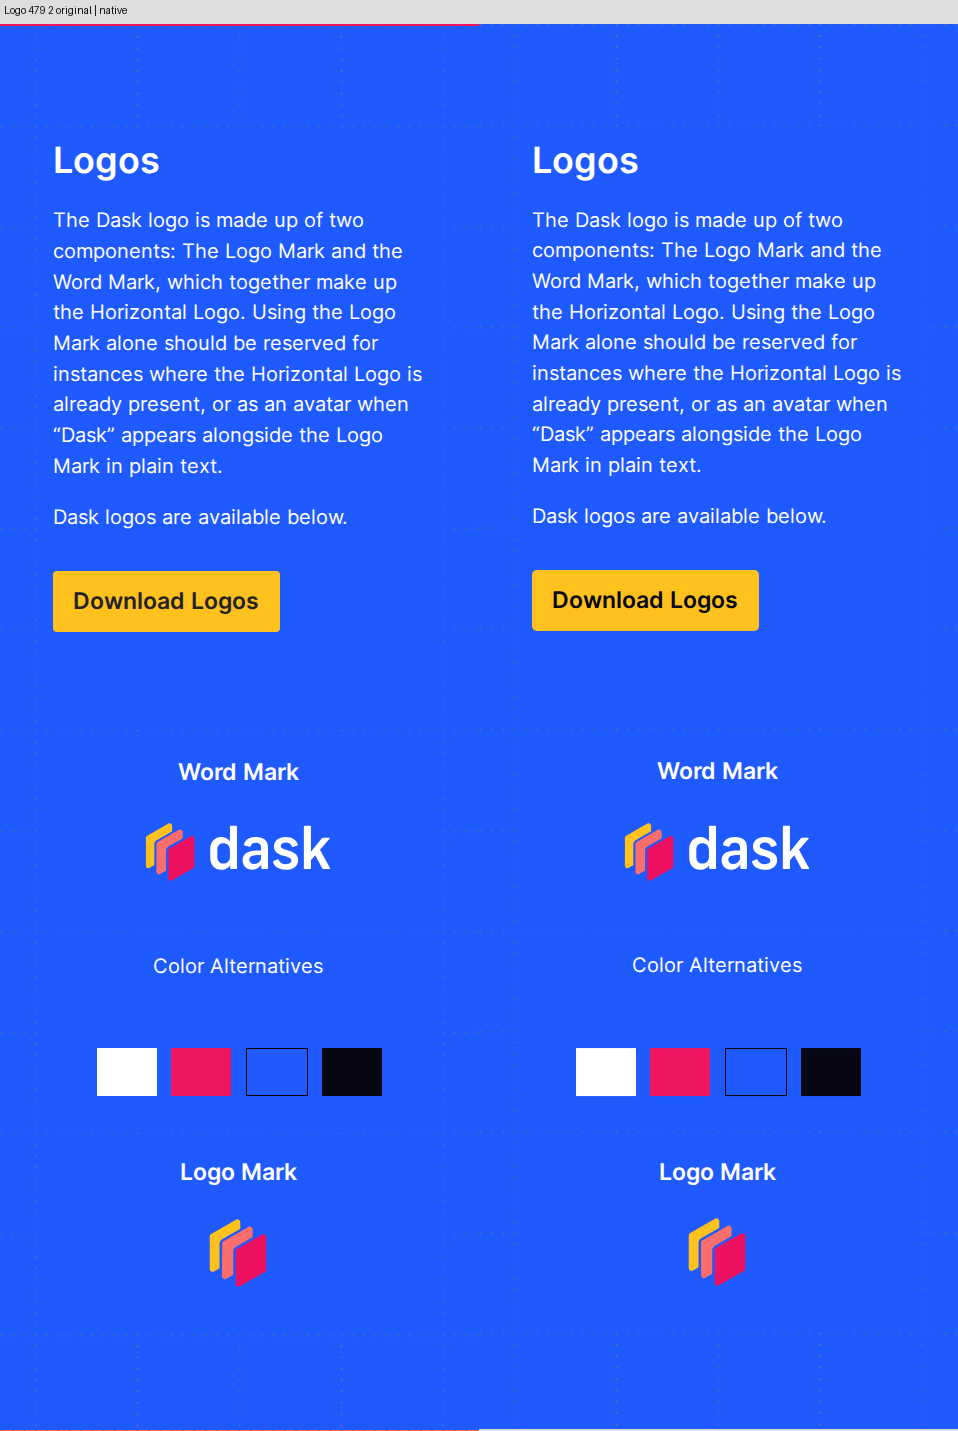 Logo 479 2 original | native
Logos
The Dask logo is made up of two
components: The Logo Mark and the
Word Mark, which together make up
the Horizontal Logo. Using the Logo
Mark alone should be reserved for
instances where the Horizontal Logo is
already present, or as an avatar when
“Dask” appears alongside the Logo
Mark in plain text.
Dask logos are available below.
Download Logos
Word Mark
dask
Color Alternatives
Logo Mark
Logos
The Dask logo is made up of two
components: The Logo Mark and the
Word Mark, which together make up
the Horizontal Logo. Using the Logo
Mark alone should be reserved for
instances where the Horizontal Logo is
already present, or as an avatar when
“Dask” appears alongside the Logo
Mark in plain text.
Dask logos are available below.
Download Logos
Word Mark
dask
Color Alternatives
Logo Mark